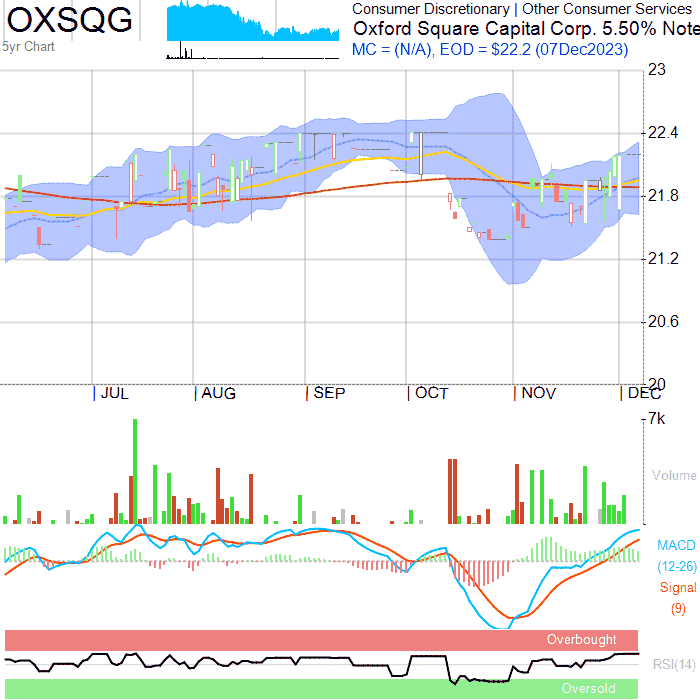 OXSQG
5yr Chart
Consumer Discretionary | Other Consumer Services
Oxford Square Capital Corp. 5.50% Note
MC = (N/A), EOD = $22.2 (07Dec2023)
23
22.4
21.8
21.2
20.6
20
JUL AUG SEP OCT NOV DEC
7k
Volume
MACD
(12-26)
Signal
(9)
Overbought
RSI(14)
Oversold